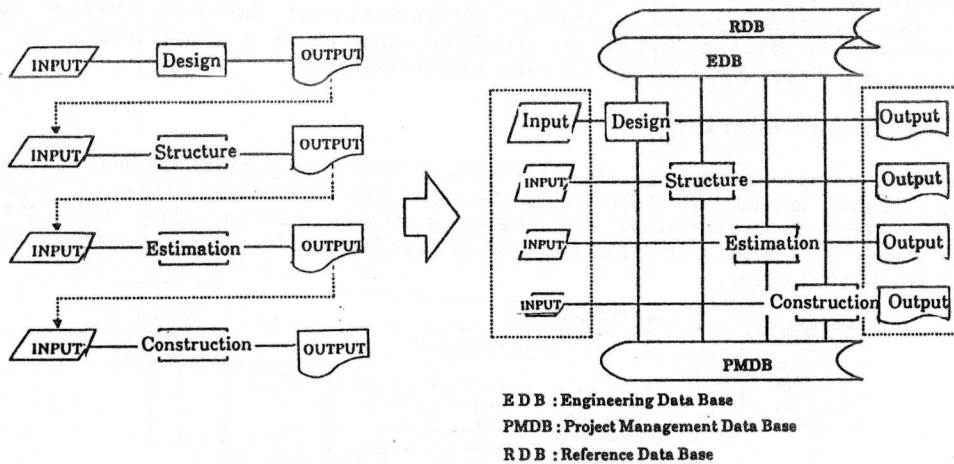 INPUT
Design
OUTPUT
INPUT
Structure
OUTPUT
INPUT
Estimation
OUTPUT
INPUT
Construction
OUTPUT
RDB
EDB
Input
Design
Output
INPUT
Structure
Output
INPUT
Estimation
Output
INPUT
Construction
Output
PMDB
E D B : Engineering Data Base
PMDB : Project Management Data Base
R D B : Reference Data Base